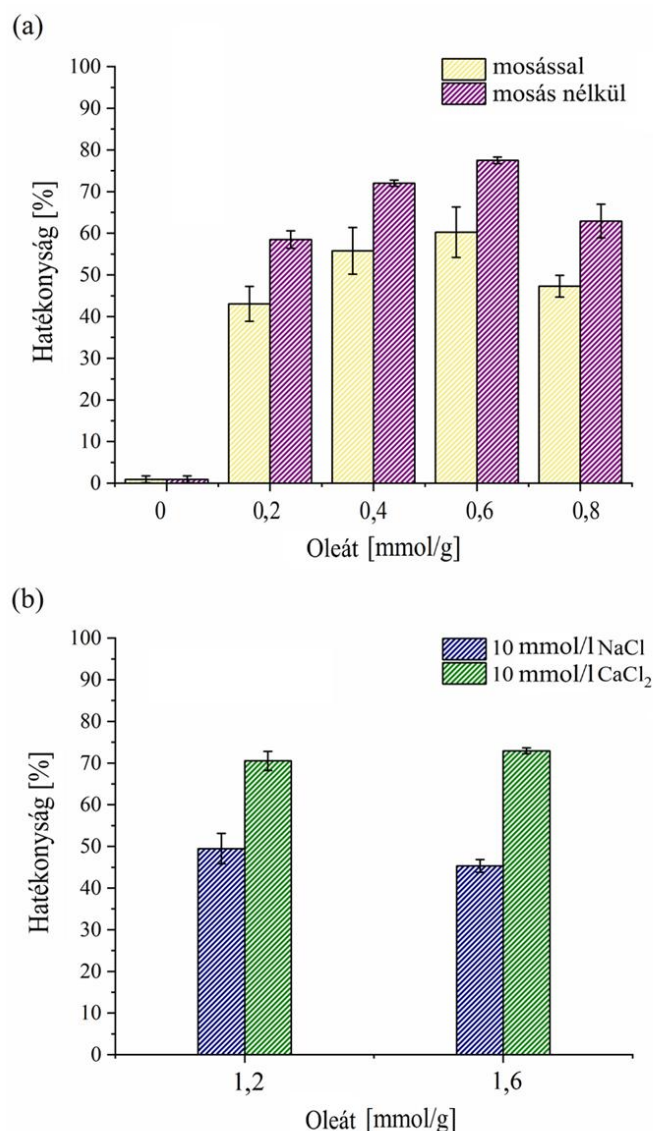 (a)
100
90
80
70
60
50
40
30
20
10
0
Hatékonyság [%]
mosással
mosás nélkül
0
0,2
0,4
0,6
0,8
Oleát [mmol/g]
(b)
100
90
80
70
60
50
40
30
20
10
0
Hatékonyság [%]
10 mmol/l NaCl
10 mmol/l CaCl₂
1,2
1,6
Oleát [mmol/g]